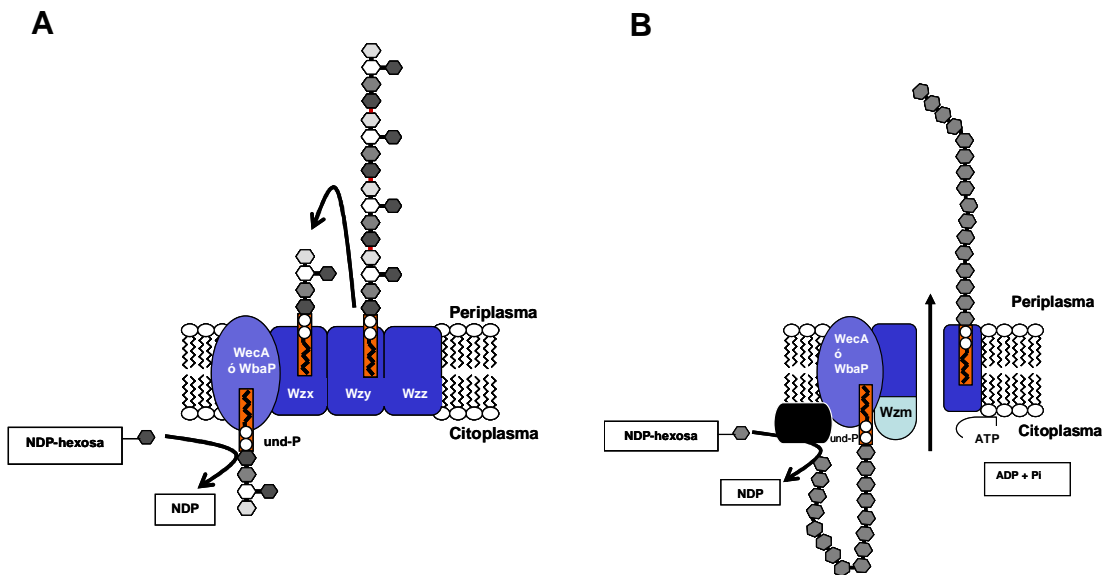 A
Periplasma
WecA
ó WbaP
Wzx
Wzy
Wzz
Citoplasma
und-P
NDP-hexosa
NDP
B
Periplasma
WecA
ó
WbaP
Wzm
Citoplasma
ATP
und-P
NDP-hexosa
NDP
ADP + Pi